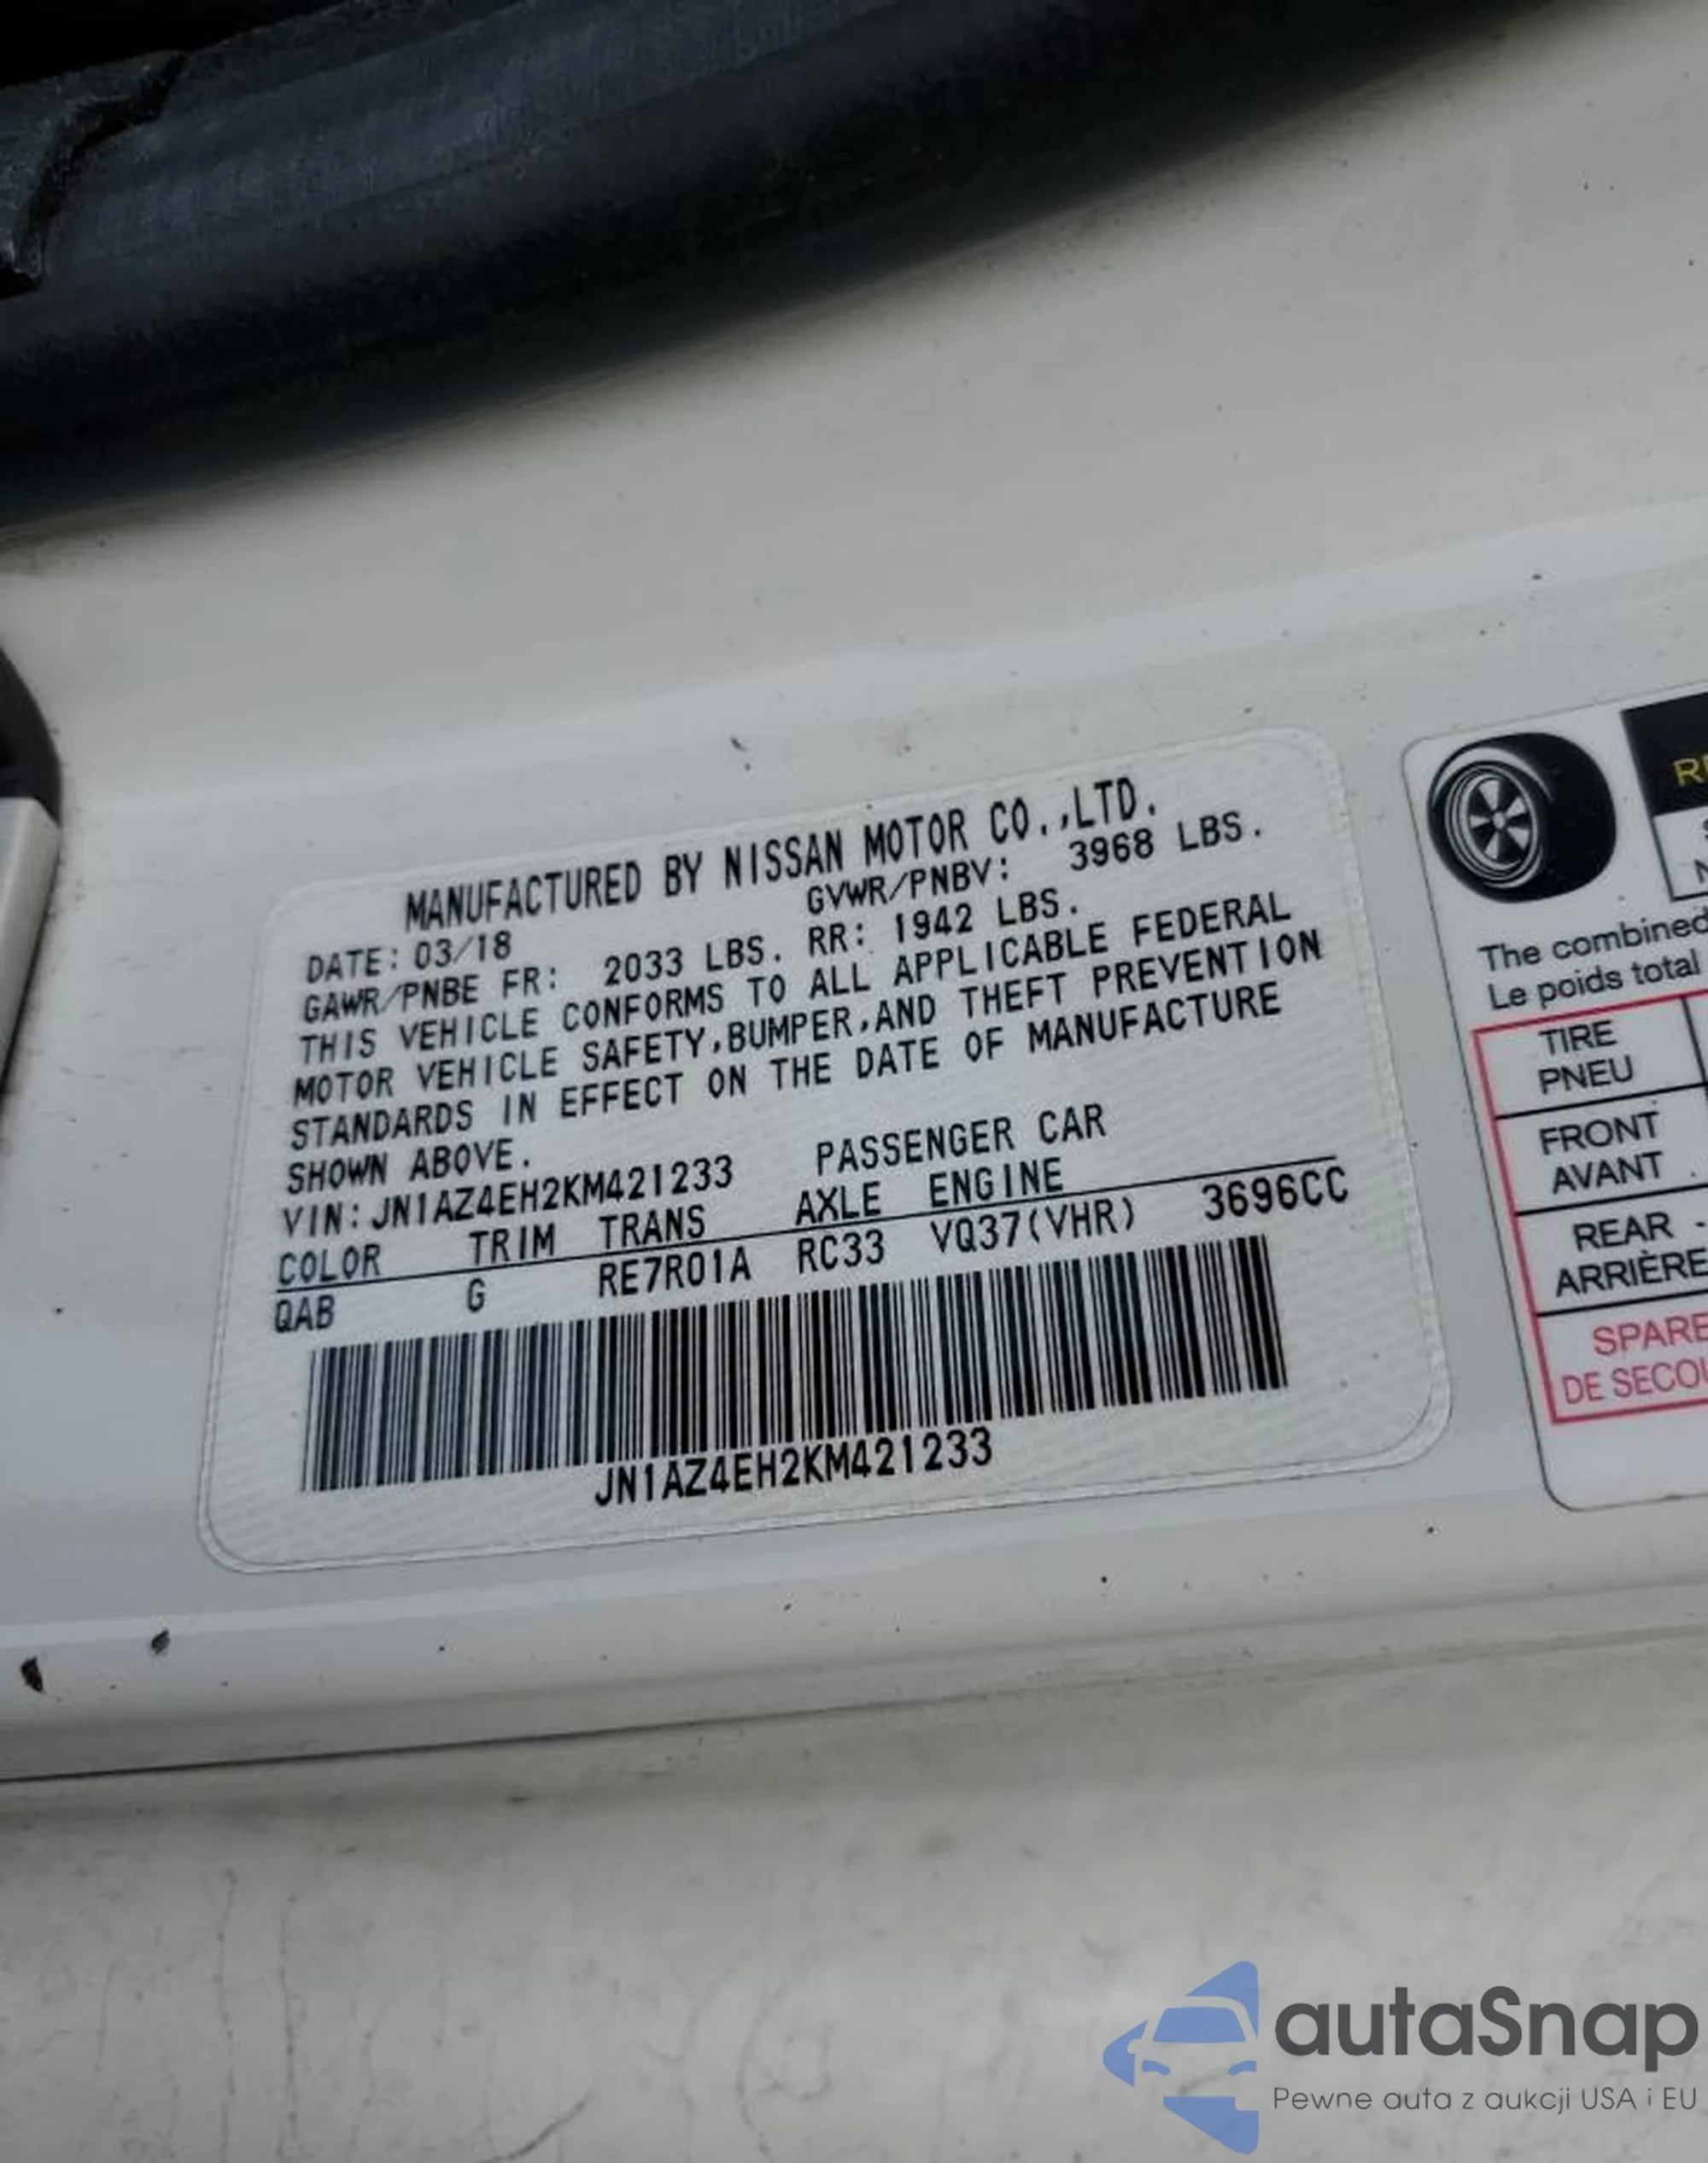 MANUFACTURED BY NISSAN MOTOR CO.,LTD.
DATE: 03/18 GVWR/PNBV: 3968 LBS.
GAWR/PNBE FR: 2033 LBS. RR: 1942 LBS.
THIS VEHICLE CONFORMS TO ALL APPLICABLE FEDERAL
MOTOR VEHICLE SAFETY,BUMPER,AND THEFT PREVENTION
STANDARDS IN EFFECT ON THE DATE OF MANUFACTURE
SHOWN ABOVE.
VIN: JN1AZ4EH2KM421233 PASSENGER CAR
COLOR TRIM TRANS AXLE ENGINE
QAB G RE7R01A RC33 VQ37(VHR) 3696CC
JN1AZ4EH2KM421233
The combined
Le poids total
TIRE
PNEU
FRONT
AVANT
REAR
ARRIÈRE
SPARE
DE SECOU
autaSnap
Pewne auta z aukcji USA i EU